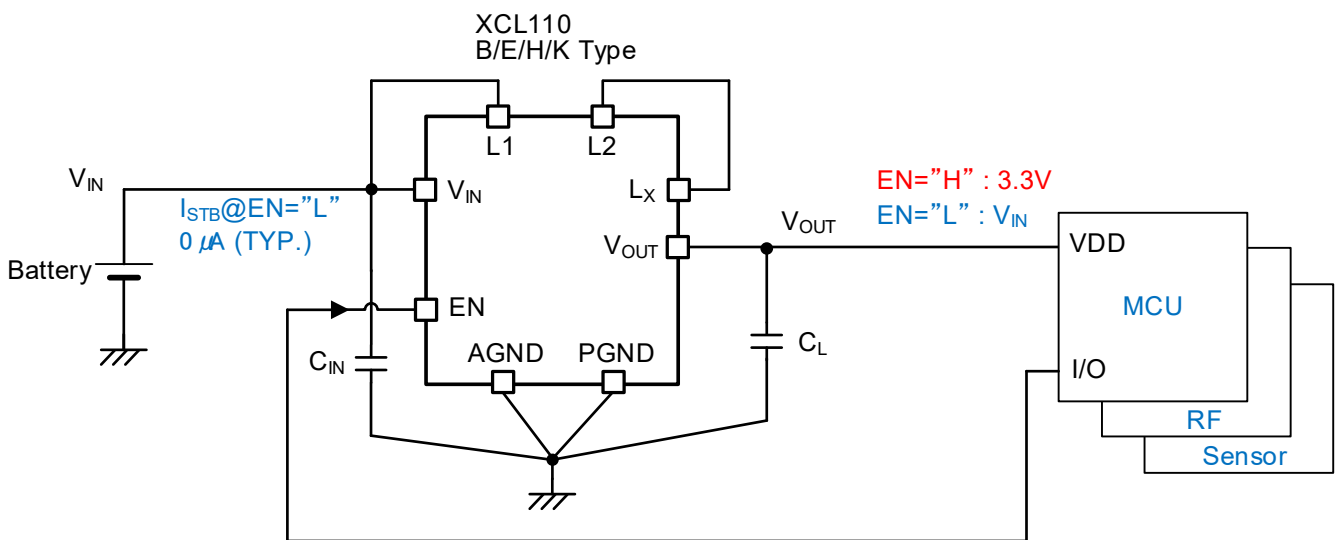 XCL110
B/E/H/K Type
L1
L2
VIN
VIN
LX
EN="H" : 3.3V
ISTB@EN="L"
EN="L" : VIN
0 μA (TYP.)
VOUT
VOUT
VDD
Battery
EN
MCU
CIN
AGND
PGND
CL
I/O
RF
Sensor